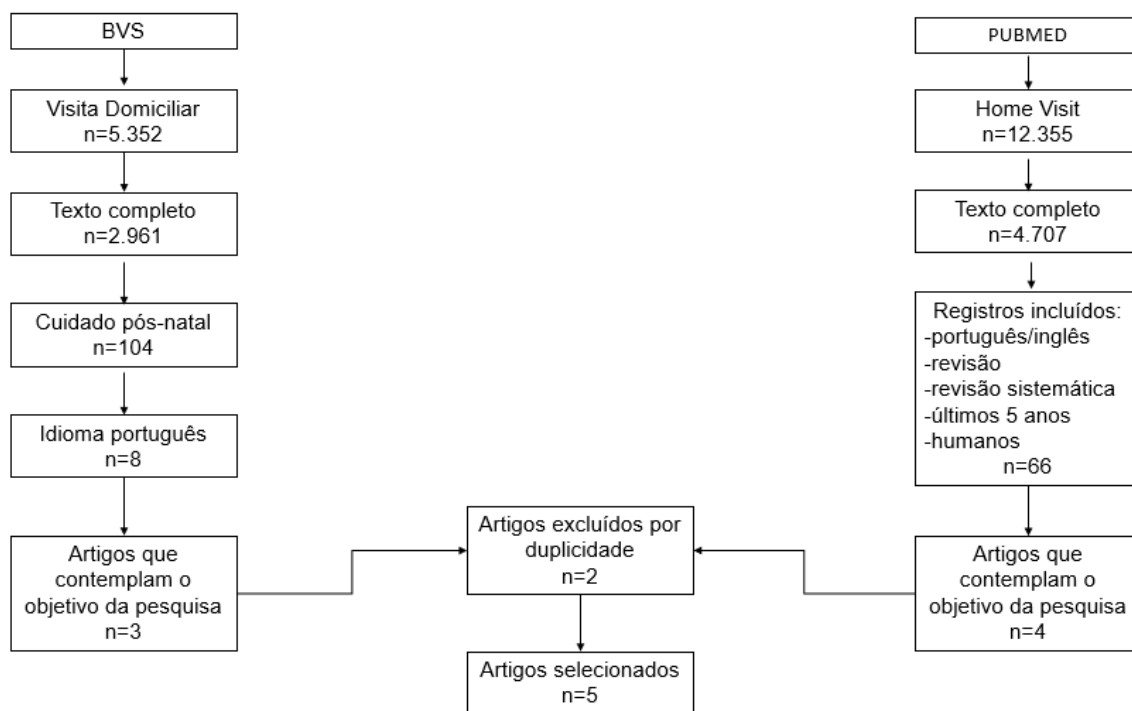 BVS
Visita Domiciliar
n=5.352
Texto completo
n=2.961
Cuidado pós-natal
n=104
Idioma português
n=8
Artigos que
contemplam o
objetivo da pesquisa
n=3
PUBMED
Home Visit
n=12.355
Texto completo
n=4.707
Registros incluídos:
-português/inglês
-revisão
-revisão sistemática
-últimos 5 anos
-humanos
n=66
Artigos que
contemplam o
objetivo da pesquisa
n=4
Artigos excluídos por
duplicidade
n=2
Artigos selecionados
n=5